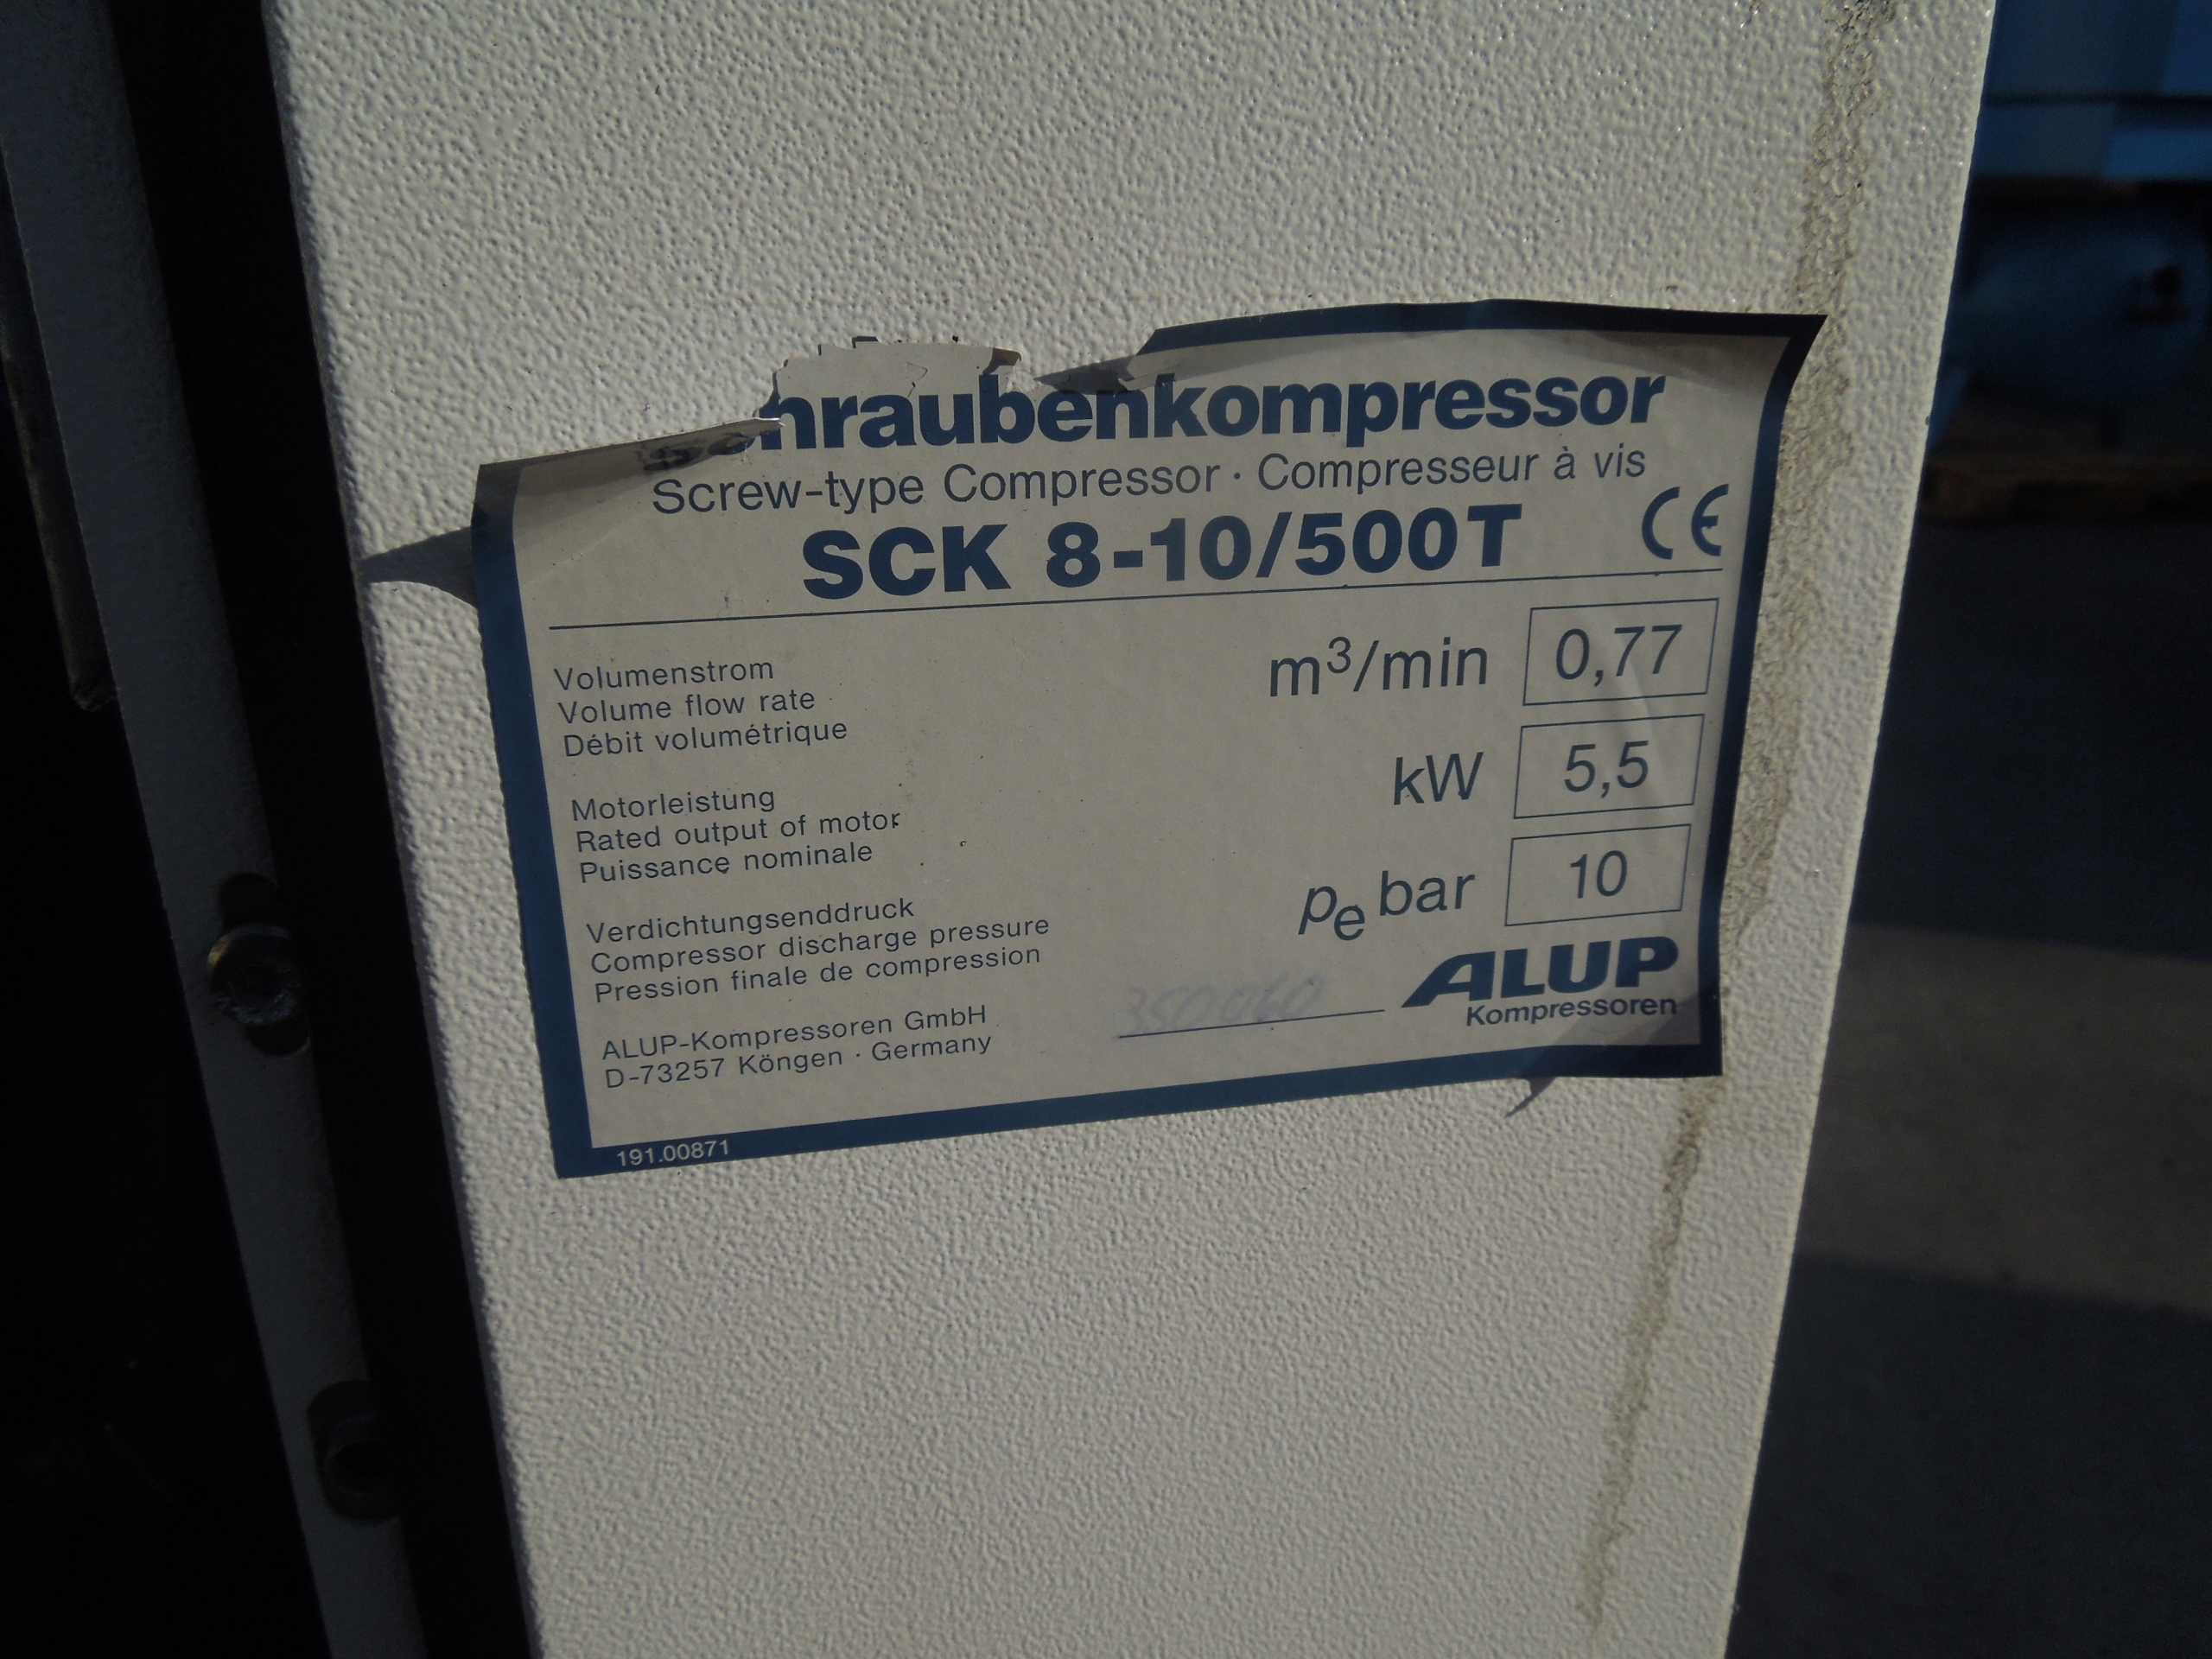 Schraubenkompressor
Screw-type Compressor · Compresseur à vis
SCK 8-10/500T CE
Volumenstrom
Volume flow rate
Débit volumétrique
m³/min 0,77
Motorleistung
Rated output of motor
Puissance nominale
kW 5,5
Verdichtungsenddruck
Compressor discharge pressure
Pression finale de compression
pe bar 10
ALUP-Kompressoren GmbH
D-73257 Köngen · Germany
ALUP
Kompressoren
191.00871